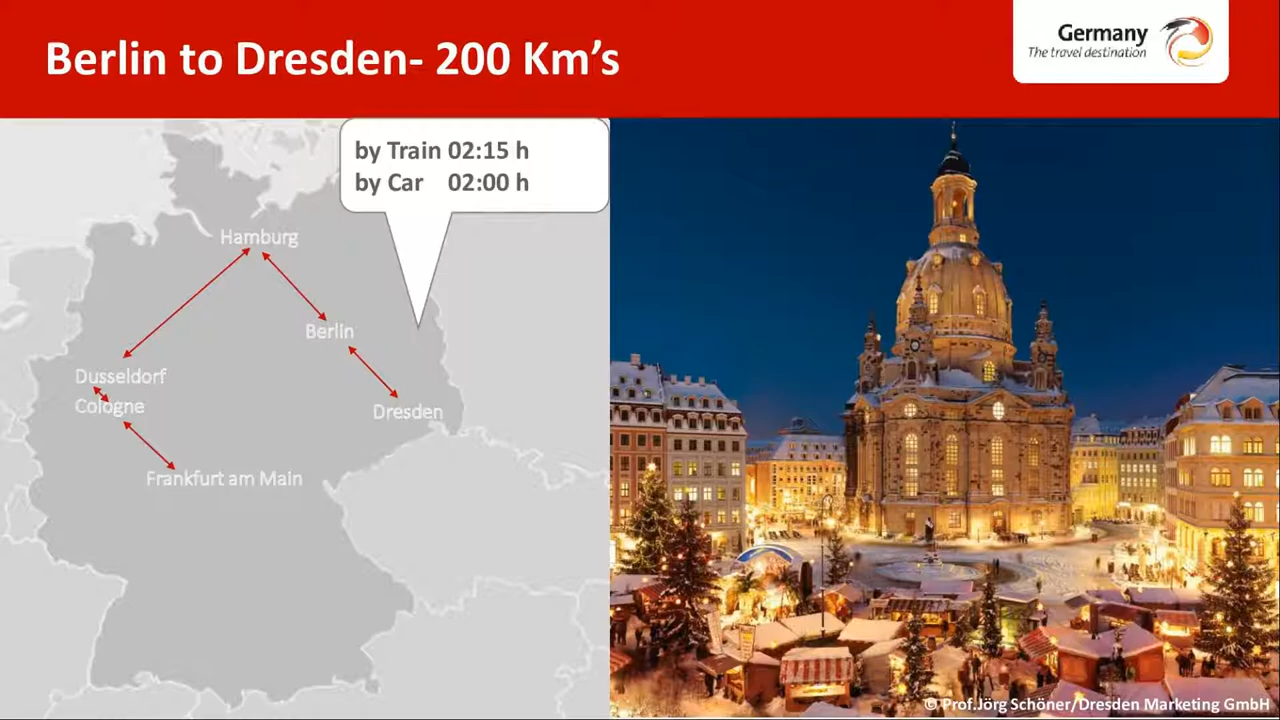 Berlin to Dresden- 200 Km’s
Germany
The travel destination
by Train 02:15 h
by Car 02:00 h
Hamburg
Berlin
Dusseldorf
Cologne
Dresden
Frankfurt am Main
© Prof.Jörg Schöner/Dresden Marketing GmbH